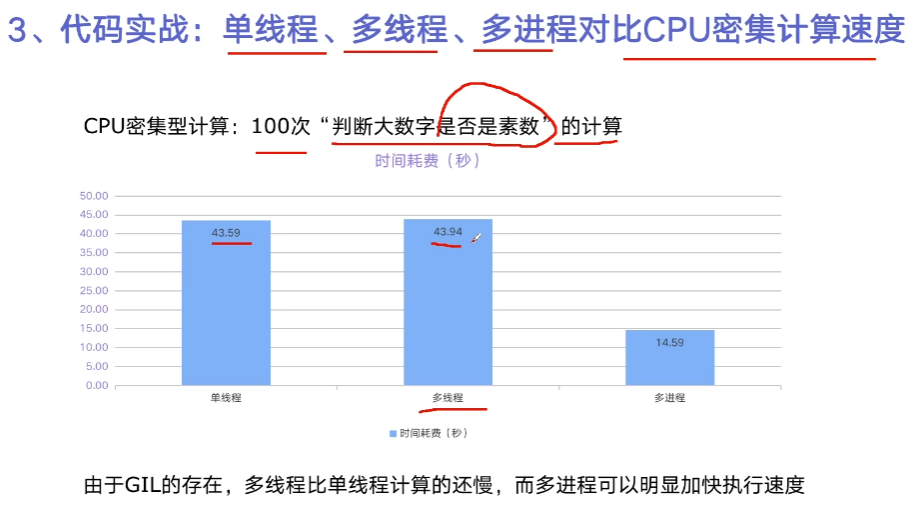 3、代码实战：单线程、多线程、多进程对比CPU密集计算速度
CPU密集型计算：100次“判断大数字是否是素数”的计算
时间耗费（秒）
50.00
45.00
40.00
35.00
30.00
25.00
20.00
15.00
10.00
5.00
0.00
43.59
43.94
14.59
单线程
多线程
多进程
时间耗费（秒）
由于GIL的存在，多线程比单线程计算的还慢，而多进程可以明显加快执行速度